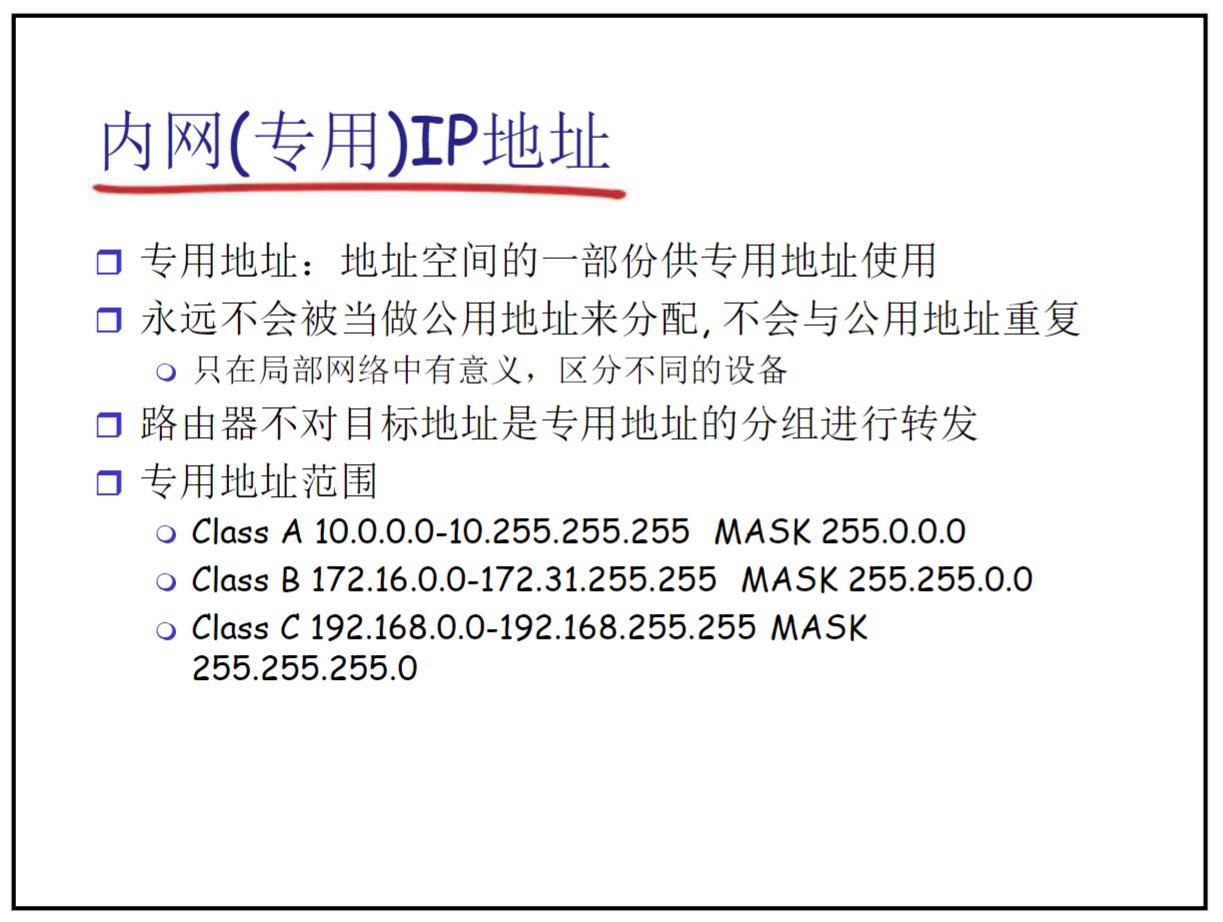 内网(专用)IP地址
专用地址：地址空间的一部份供专用地址使用
永远不会被当做公用地址来分配, 不会与公用地址重复
只在局部网络中有意义，区分不同的设备
路由器不对目标地址是专用地址的分组进行转发
专用地址范围
Class A 10.0.0.0-10.255.255.255 MASK 255.0.0.0
Class B 172.16.0.0-172.31.255.255 MASK 255.255.0.0
Class C 192.168.0.0-192.168.255.255 MASK
255.255.255.0